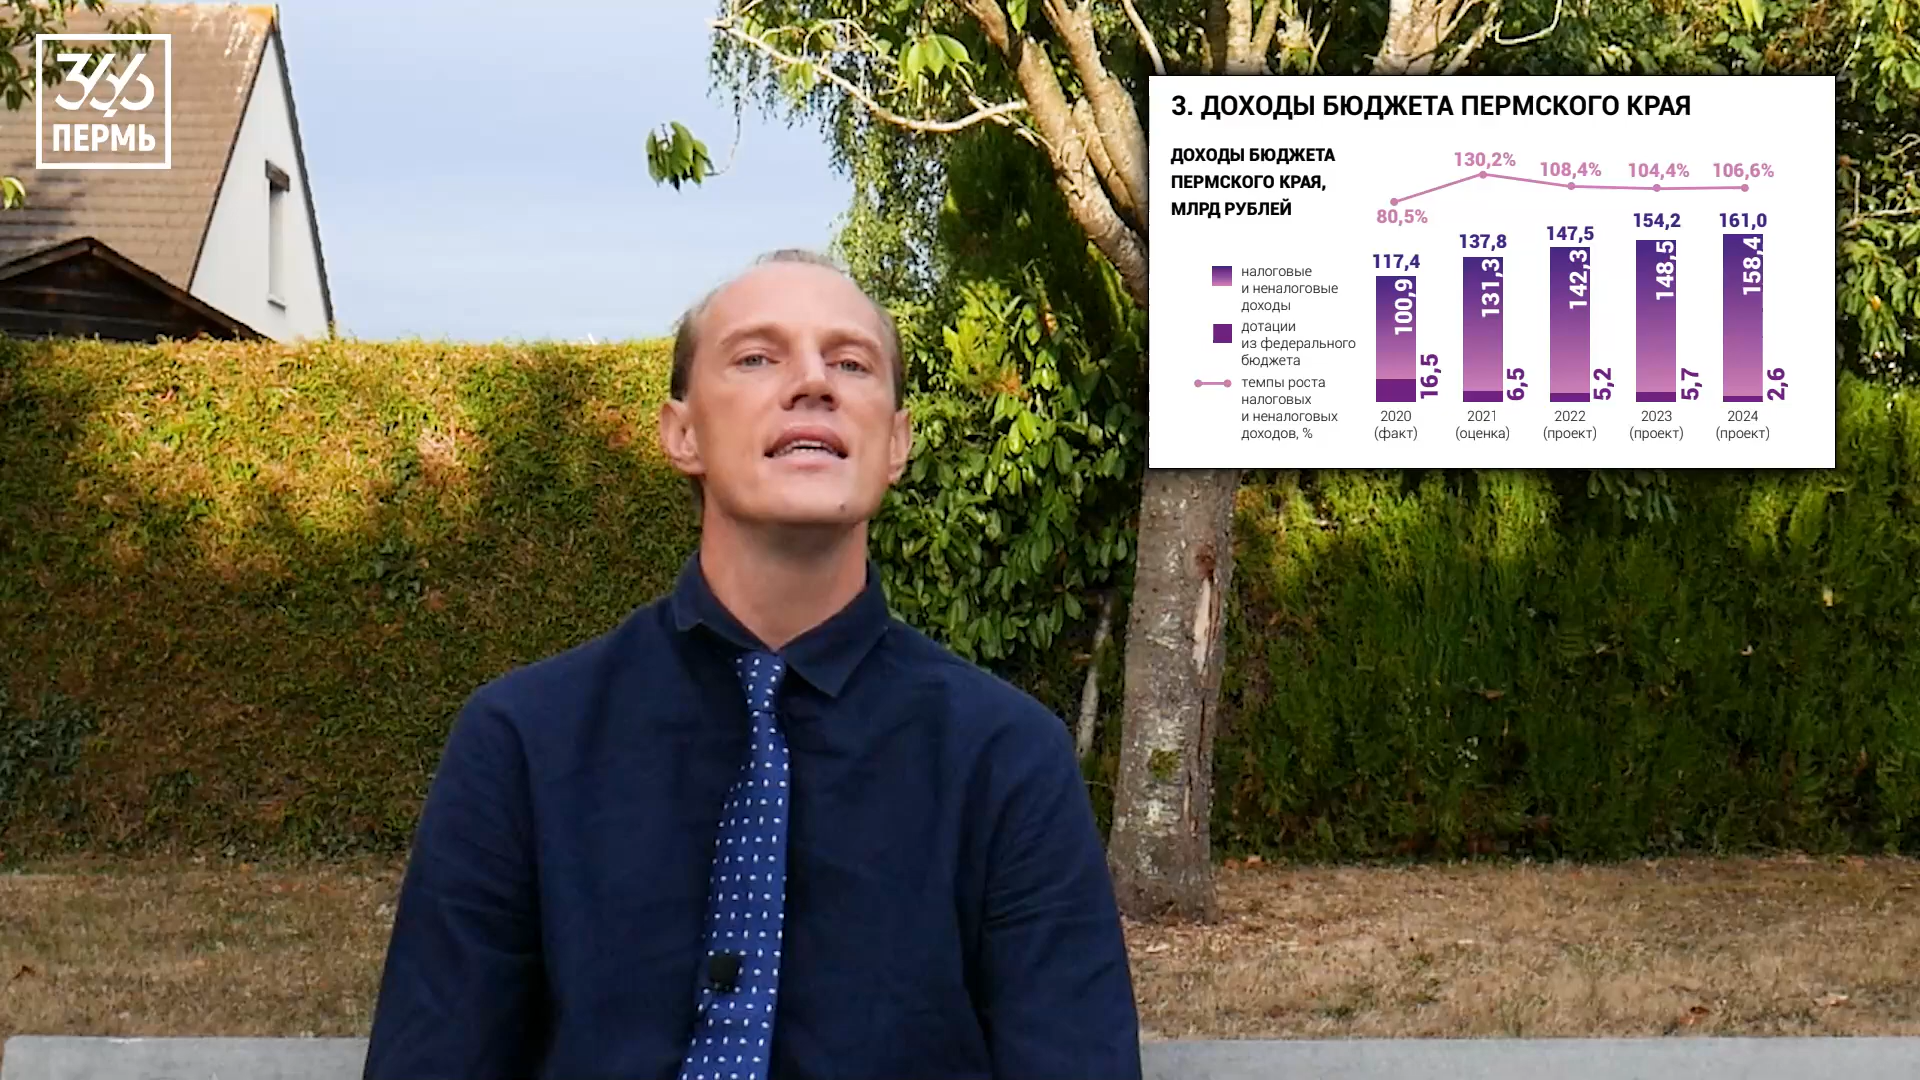 366
ПЕРМЬ
3. ДОХОДЫ БЮДЖЕТА ПЕРМСКОГО КРАЯ
ДОХОДЫ БЮДЖЕТА
ПЕРМСКОГО КРАЯ,
МЛРД РУБЛЕЙ
80,5%
130,2%
108,4%
104,4%
106,6%
117,4
137,8
147,5
154,2
161,0
налоговые
и неналоговые
доходы
дотации
из федерального
бюджета
темпы роста
налоговых
и неналоговых
доходов, %
100,9
131,3
142,3
148,5
158,4
16,5
6,5
5,2
5,7
2,6
2020
(факт)
2021
(оценка)
2022
(проект)
2023
(проект)
2024
(проект)